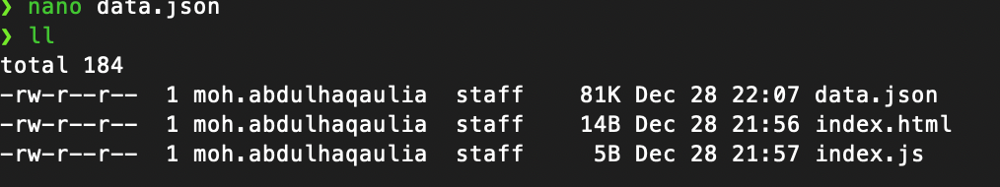 ❯ nano data.json
❯ ll
total 184
-rw-r--r--  1 moh.abdulhaqaulia  staff    81K Dec 28 22:07 data.json
-rw-r--r--  1 moh.abdulhaqaulia  staff    14B Dec 28 21:56 index.html
-rw-r--r--  1 moh.abdulhaqaulia  staff     5B Dec 28 21:57 index.js